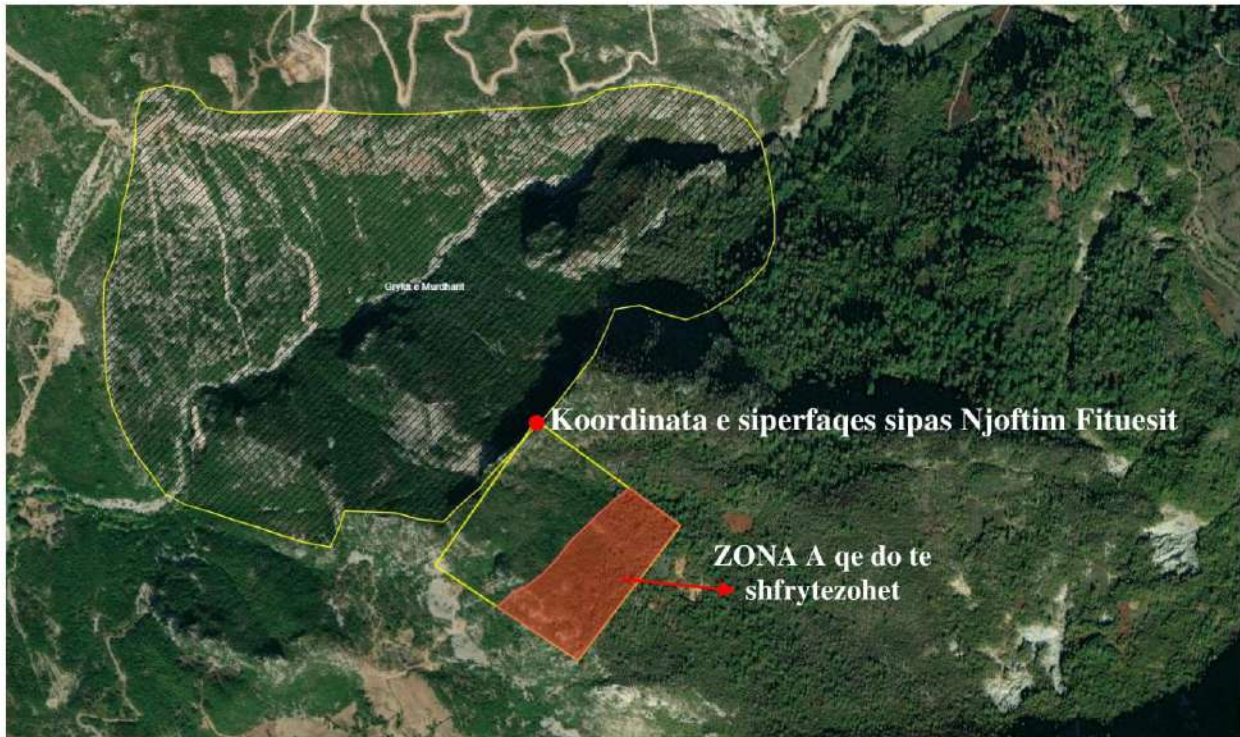 Gryka e Murdharit
Koordinata e siperfaqes sipas Njoftim Fituesit
ZONA A qe do te
shfrytezohet